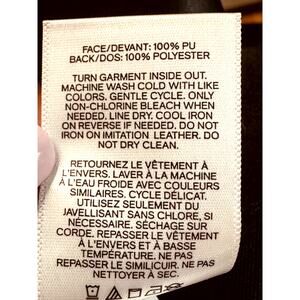 FACE/DEVANT: 100% PU
BACK/DOS: 100% POLYESTER
TURN GARMENT INSIDE OUT.
MACHINE WASH COLD WITH LIKE
COLORS. GENTLE CYCLE. ONLY
NON-CHLORINE BLEACH WHEN
NEEDED. LINE DRY. COOL IRON
ON REVERSE IF NEEDED. DO NOT
IRON ON IMITATION LEATHER. DO
NOT DRY CLEAN.
RETOURNEZ LE VÊTEMENT À
L'ENVERS. LAVER À LA MACHINE
À L'EAU FROIDE AVEC COULEURS
SIMILAIRES. CYCLE DÉLICAT.
UTILISEZ SEULEMENT DU
JAVELLISANT SANS CHLORE, SI
NÉCESSAIRE. SÉCHAGE SUR
CORDE. REPASSER LE VÊTEMENT
À L'ENVERS ET À BASSE
TEMPÉRATURE. NE PAS
REPASSER LE SIMILICUIR. NE PAS
NETTOYER À SEC.